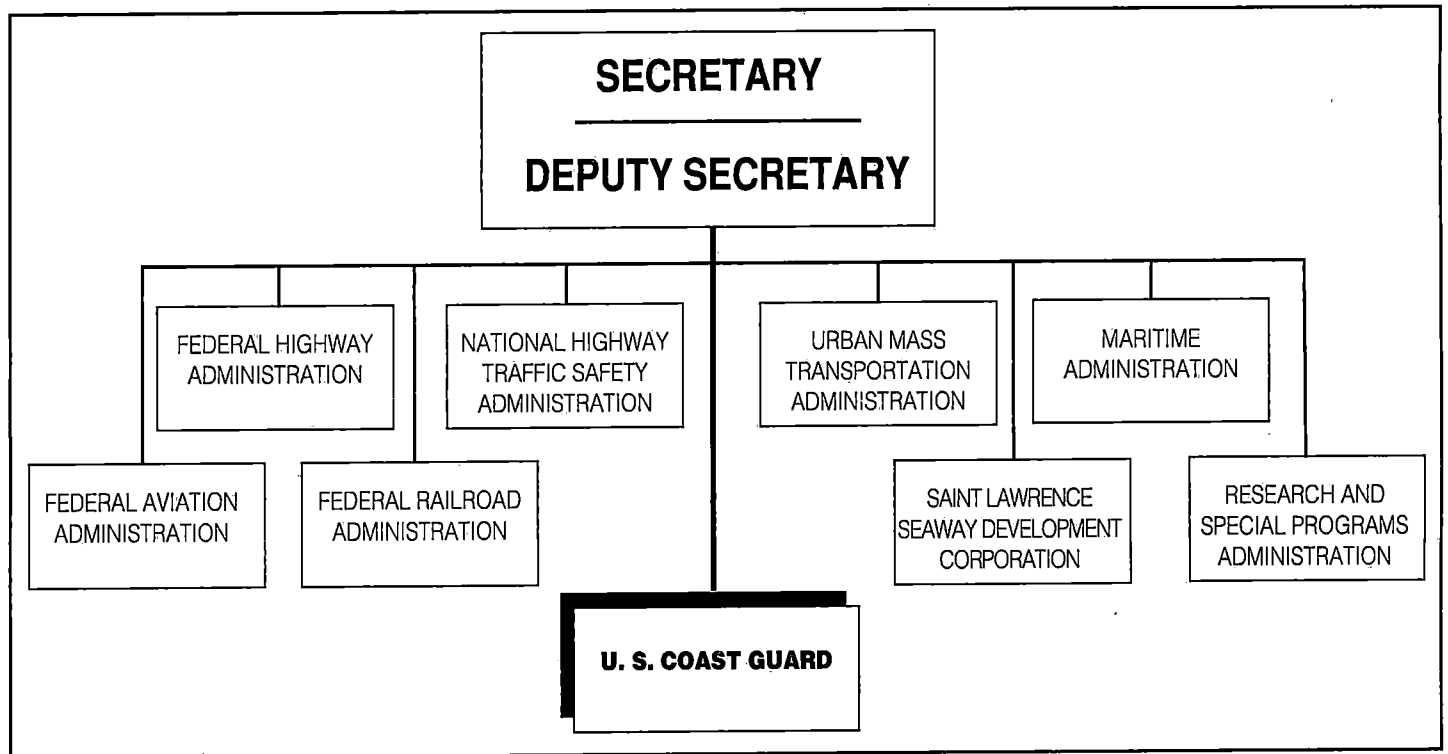 SECRETARY
DEPUTY SECRETARY
FEDERAL HIGHWAY
ADMINISTRATION
NATIONAL HIGHWAY
TRAFFIC SAFETY
ADMINISTRATION
URBAN MASS
TRANSPORTATION
ADMINISTRATION
MARITIME
ADMINISTRATION
FEDERAL AVIATION
ADMINISTRATION
FEDERAL RAILROAD
ADMINISTRATION
SAINT LAWRENCE
SEAWAY DEVELOPMENT
CORPORATION
RESEARCH AND
SPECIAL PROGRAMS
ADMINISTRATION
U. S. COAST GUARD